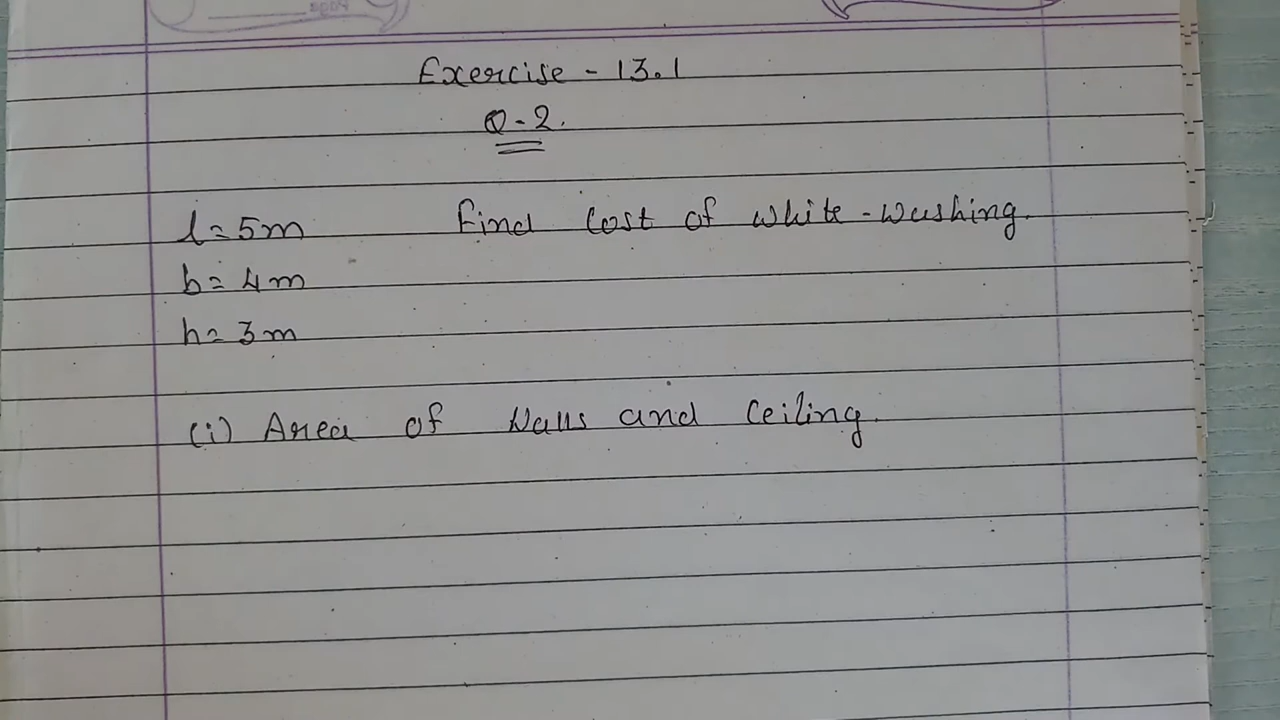 Exercise - 13.1
Q-2.
l=5m Find Cost of white-washing.
b=4m
h=3m
(i) Area of Walls and Ceiling.